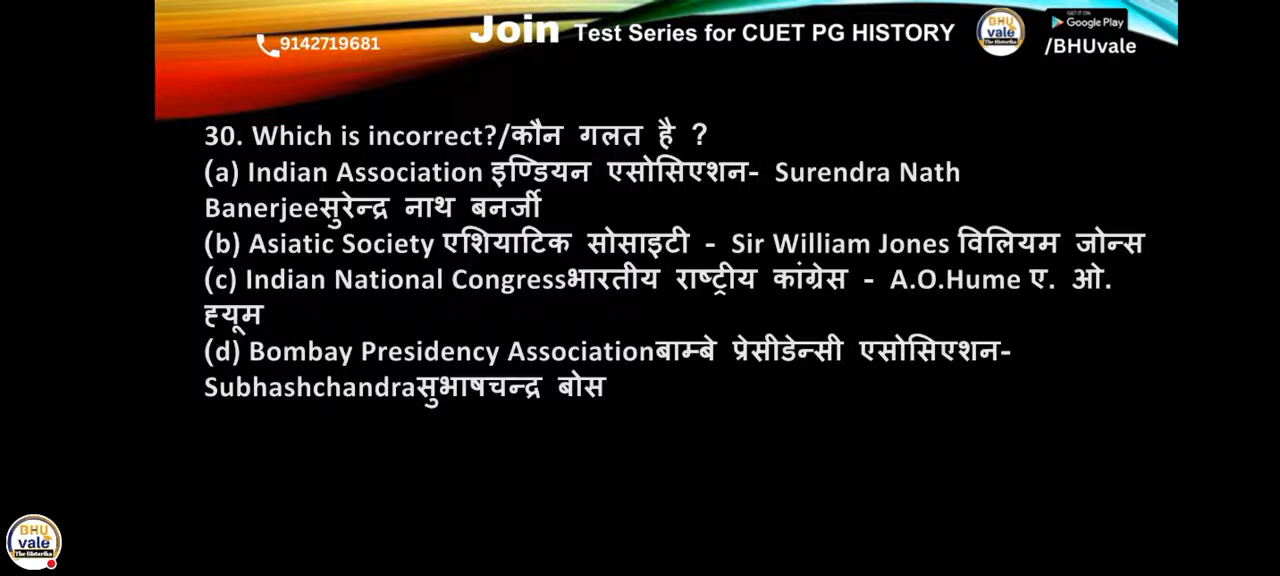 Join Test Series for CUET PG HISTORY
9142719681
BHU vale The Historika
GET IT ON Google Play
/BHUvale
30. Which is incorrect?/कौन गलत है ?
(a) Indian Association इण्डियन एसोसिएशन- Surendra Nath
Banerjeeसुरेन्द्र नाथ बनर्जी
(b) Asiatic Society एशियाटिक सोसाइटी - Sir William Jones विलियम जोन्स
(c) Indian National Congressभारतीय राष्ट्रीय कांग्रेस - A.O.Hume ए. ओ.
ह्यूम
(d) Bombay Presidency Associationबाम्बे प्रेसीडेन्सी एसोसिएशन-
Subhashchandraसुभाषचन्द्र बोस
BHU vale The Historika